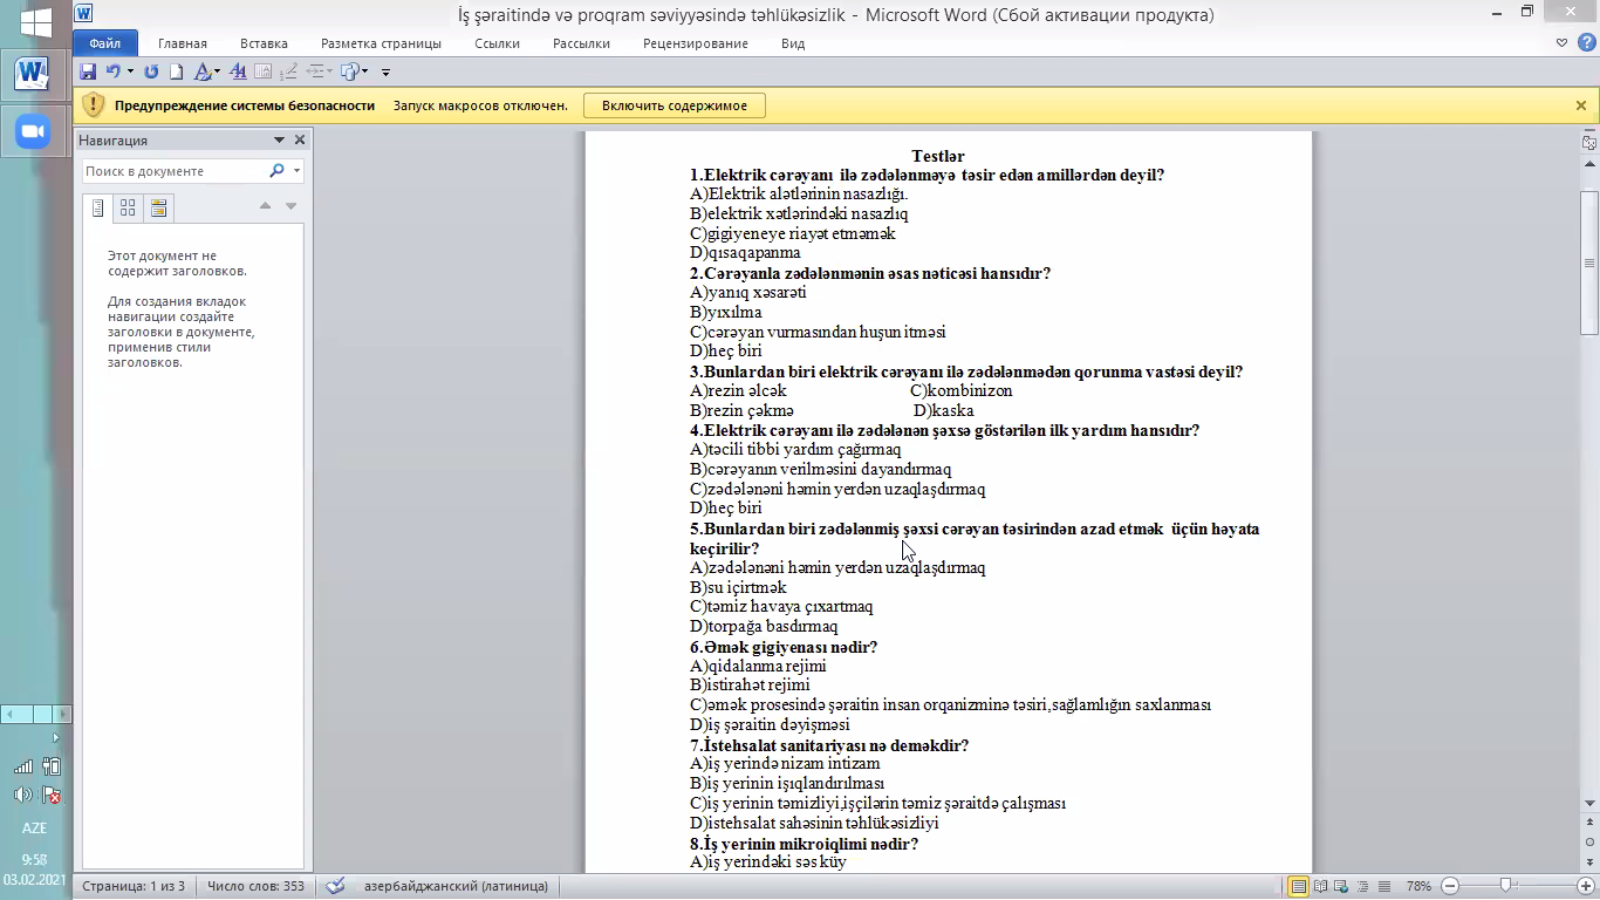 İş şəraitində və proqram səviyyəsində təhlükəsizlik - Microsoft Word (Сбой активации продукта)
Файл Главная Вставка Разметка страницы Ссылки Рассылки Рецензирование Вид
Предупреждение системы безопасности Запуск макросов отключен. Включить содержимое
Навигация
Поиск в документе
Этот документ не
содержит заголовков.
Для создания вкладок
навигации создайте
заголовки в документе,
применив стили
заголовков.
Testlər
1.Elektrik cərəyanı ilə zədələnməyə təsir edən amillərdən deyil?
A)Elektrik alətlərinin nasazlığı.
B)elektrik xətlərindəki nasazlıq
C)gigiyeneye riayət etməmək
D)qısaqapanma
2.Cərəyanla zədələnmənin əsas nəticəsi hansıdır?
A)yanıq xəsarəti
B)yıxılma
C)cərəyan vurmasından huşun itməsi
D)heç biri
3.Bunlardan biri elektrik cərəyanı ilə zədələnmədən qorunma vastəsi deyil?
A)rezin əlcək C)kombinizon
B)rezin çəkmə D)kaska
4.Elektrik cərəyanı ilə zədələnən şəxsə göstərilən ilk yardım hansıdır?
A)təcili tibbi yardım çağırmaq
B)cərəyanın verilməsini dayandırmaq
C)zədələnəni həmin yerdən uzaqlaşdırmaq
D)heç biri
5.Bunlardan biri zədələnmiş şəxsi cərəyan təsirindən azad etmək üçün həyata
keçirilir?
A)zədələnəni həmin yerdən uzaqlaşdırmaq
B)su içirtmək
C)təmiz havaya çıxartmaq
D)torpağa basdırmaq
6.Əmək gigiyenası nədir?
A)qidalanma rejimi
B)istirahət rejimi
C)əmək prosesində şəraitin insan orqanizminə təsiri,sağlamlığın saxlanması
D)iş şəraitin dəyişməsi
7.İstehsalat sanitariyası nə deməkdir?
A)iş yerində nizam intizam
B)iş yerinin işıqlandırılması
C)iş yerinin təmizliyi,işçilərin təmiz şəraitdə çalışması
D)istehsalat sahəsinin təhlükəsizliyi
8.İş yerinin mikroiqlimi nədir?
A)iş yerindəki səs küy
AZE
9:58
03.02.2021
Страница: 1 из 3 Число слов: 353 азербайджанский (латиница) 78%